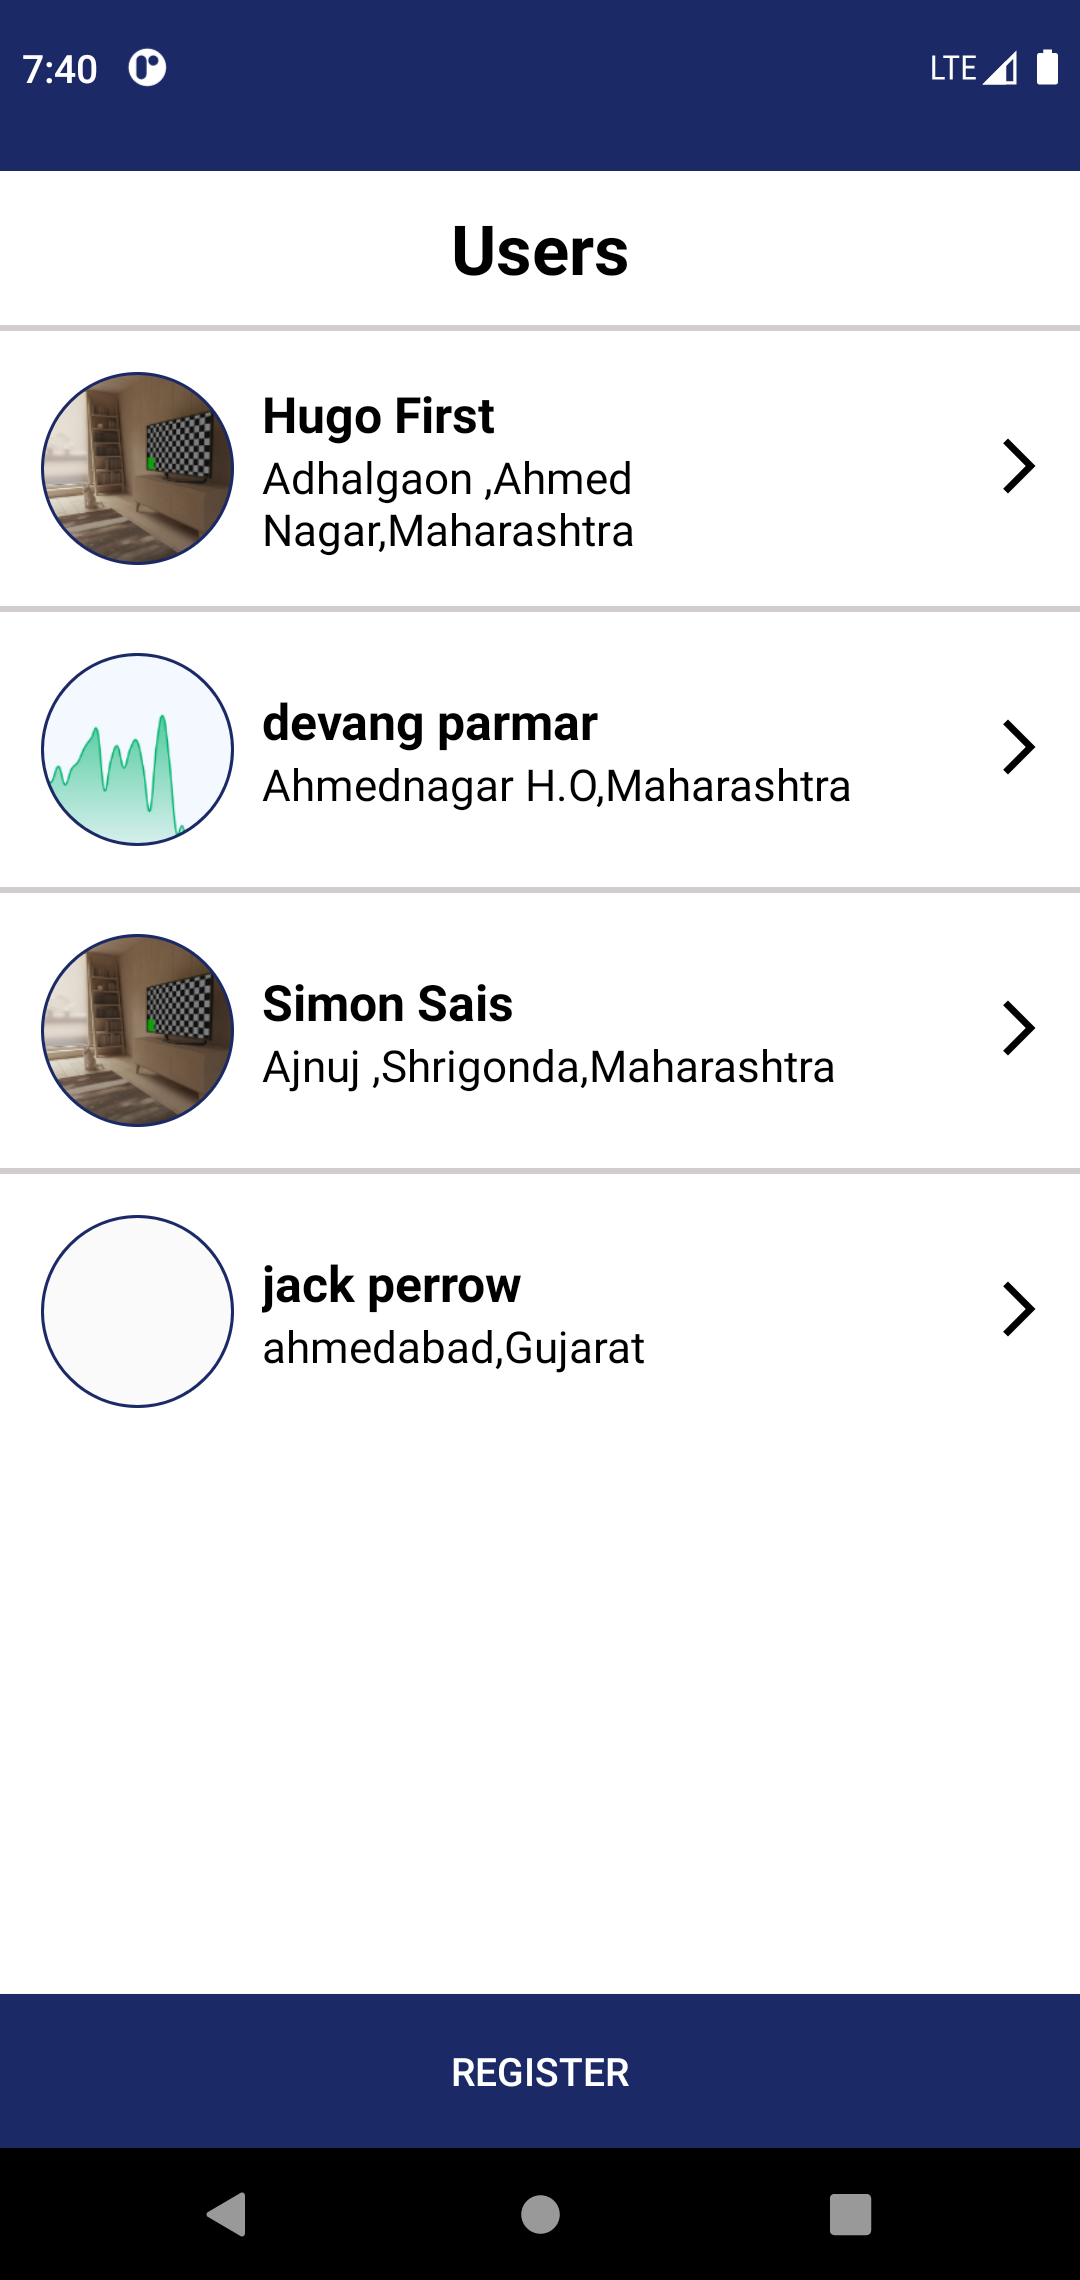 7:40
LTE
Users
Hugo First
Adhalgaon ,Ahmed
Nagar,Maharashtra
devang parmar
Ahmednagar H.O,Maharashtra
Simon Sais
Ajnuj ,Shrigonda,Maharashtra
jack perrow
ahmedabad,Gujarat
REGISTER